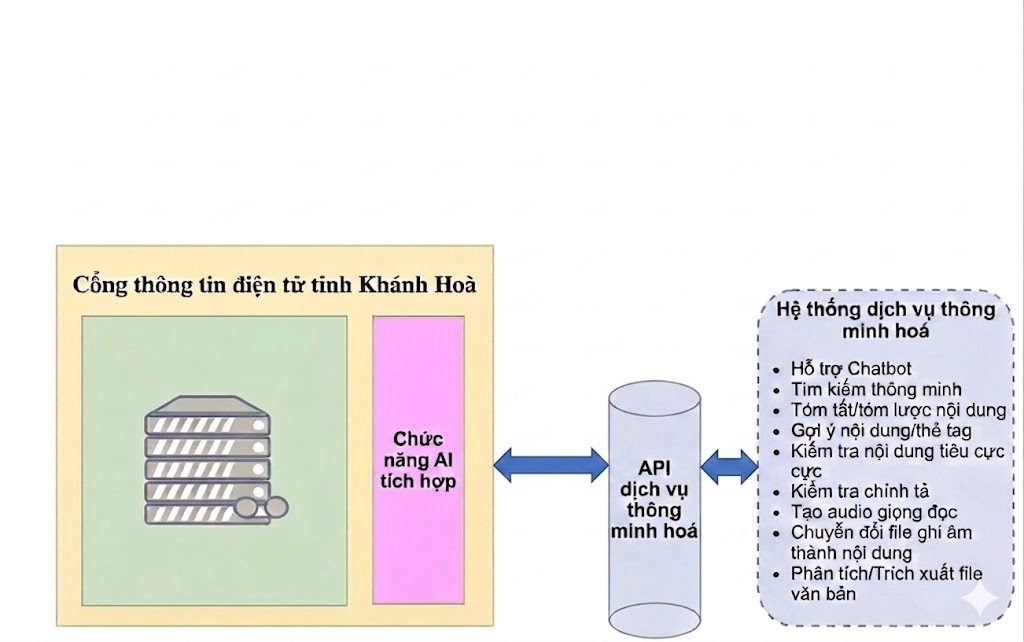 Cổng thông tin điện tử tỉnh Khánh Hoà
Chức
năng AI
tích hợp
API
dịch vụ
thông
minh hoá
Hệ thống dịch vụ thông
minh hoá
• Hỗ trợ Chatbot
• Tìm kiếm thông minh
• Tóm tắt/tóm lược nội dung
• Gợi ý nội dung/thẻ tag
• Kiểm tra nội dung tiêu cực
cực
• Kiểm tra chính tả
• Tạo audio giọng đọc
• Chuyển đổi file ghi âm
thành nội dung
• Phân tích/Trích xuất file
văn bản